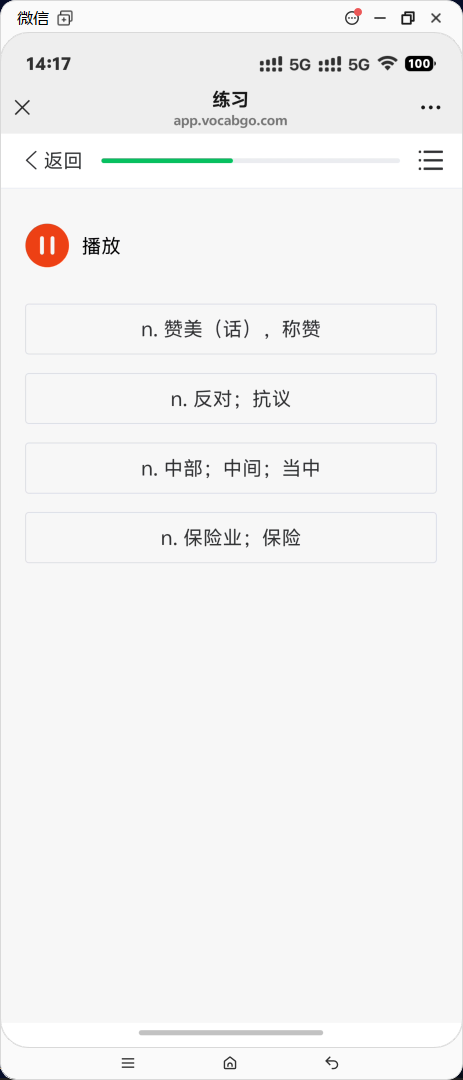 微信
14:17
5G 5G 100
练习
app.vocabgo.com
返回
播放
n. 赞美（话），称赞
n. 反对；抗议
n. 中部；中间；当中
n. 保险业；保险